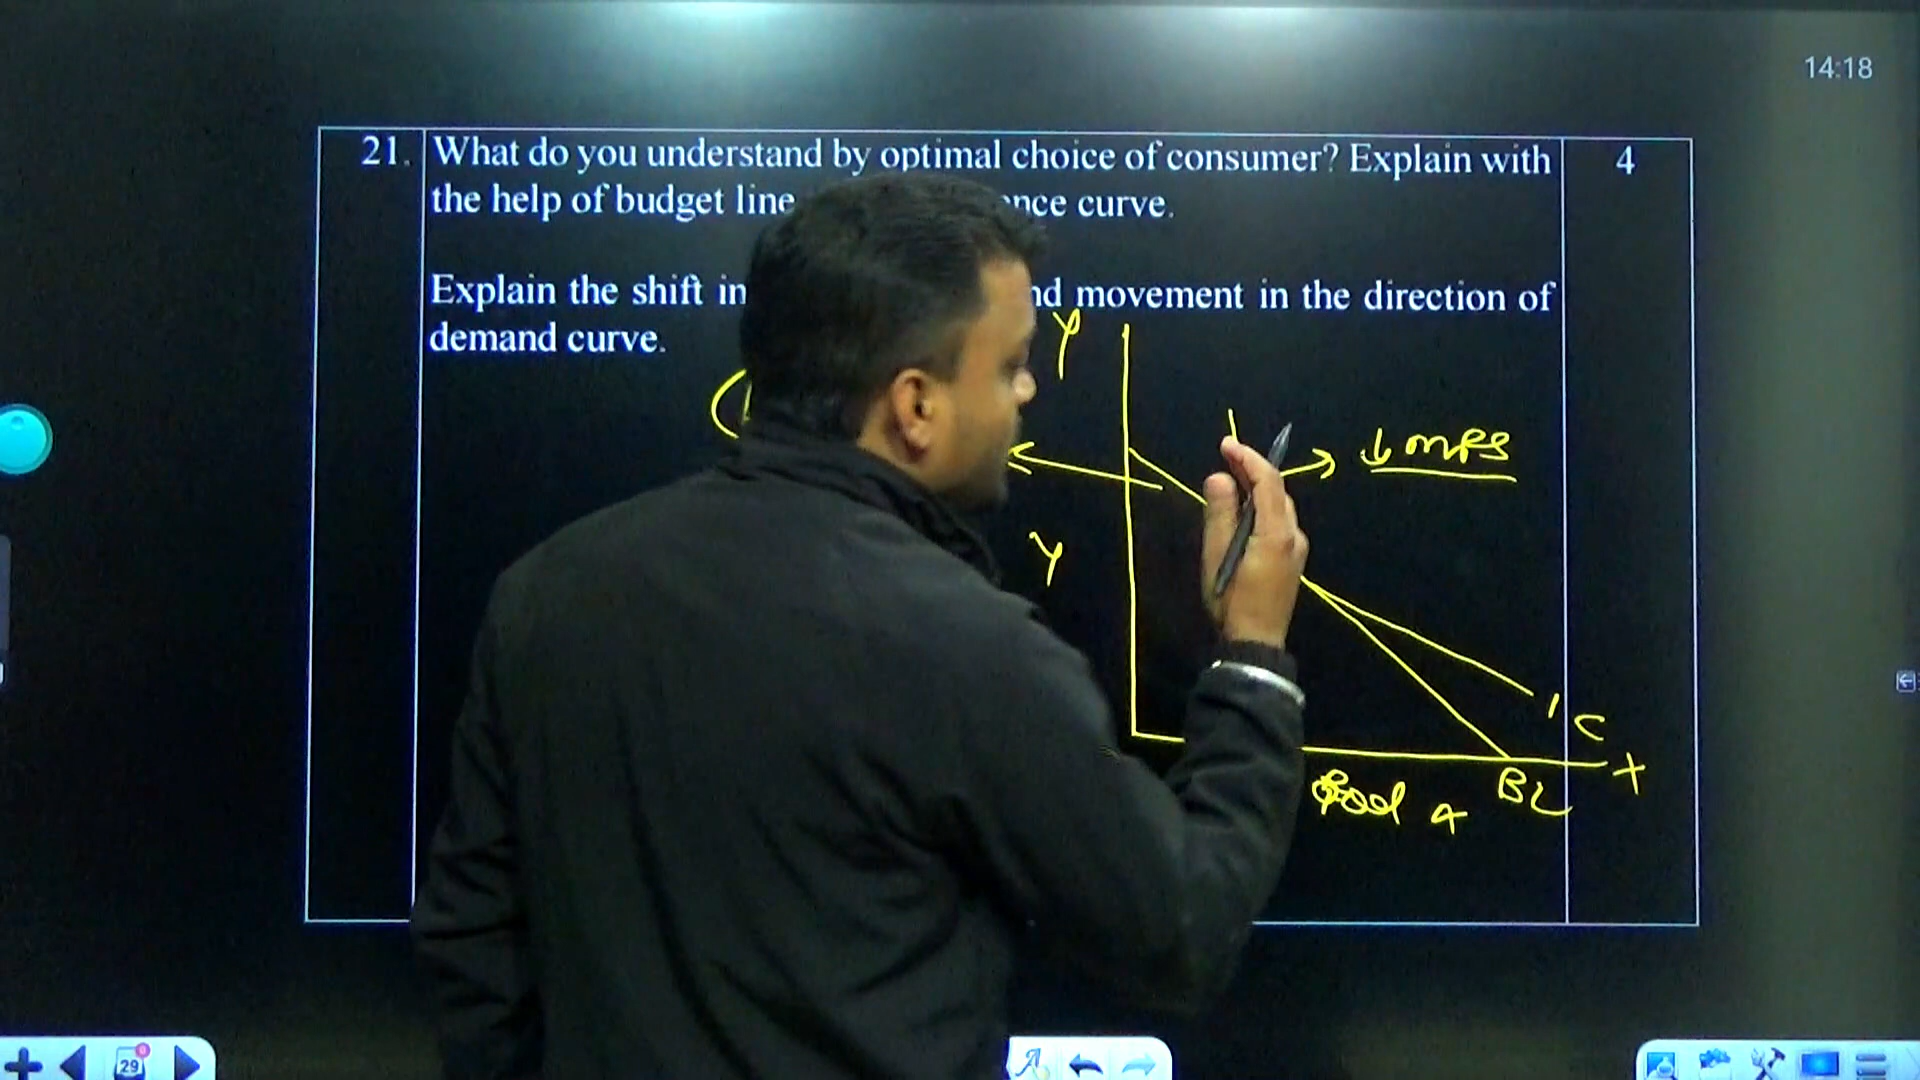 14:18
21. What do you understand by optimal choice of consumer? Explain with 4
the help of budget line nce curve.
Explain the shift in nd movement in the direction of
demand curve.
Y
↓ MRS
Y
IC
X
BL
29